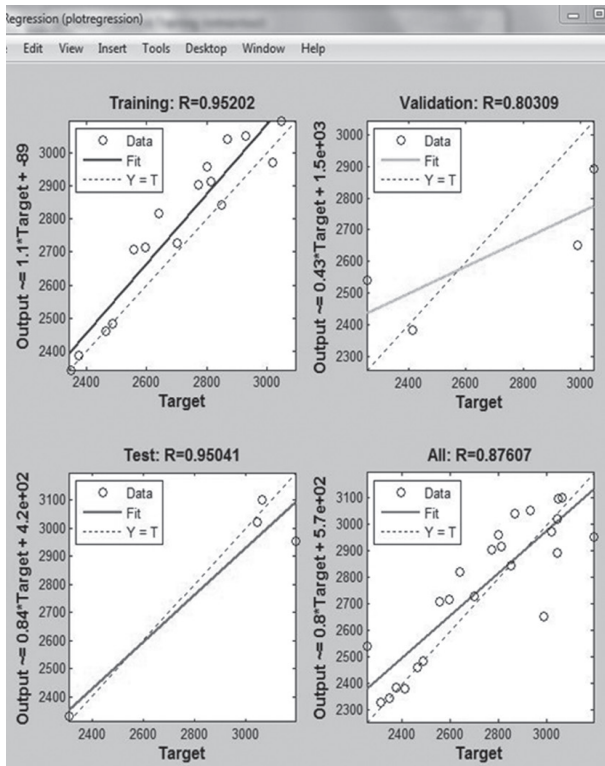 Regression (plotregression)
Edit View Insert Tools Desktop Window Help
Training: R=0.95202
Output ~= 1.1*Target + -89
Data
Fit
Y = T
3000
2900
2800
2700
2600
2500
2400
2400 2600 2800 3000
Target
Validation: R=0.80309
Output ~= 0.43*Target + 1.5e+03
Data
Fit
Y = T
3000
2900
2800
2700
2600
2500
2400
2300
2400 2600 2800 3000
Target
Test: R=0.95041
Output ~= 0.84*Target + 4.2e+02
Data
Fit
Y = T
3100
3000
2900
2800
2700
2600
2500
2400
2400 2600 2800 3000
Target
All: R=0.87607
Output ~= 0.8*Target + 5.7e+02
Data
Fit
Y = T
3100
3000
2900
2800
2700
2600
2500
2400
2300
2400 2600 2800 3000
Target